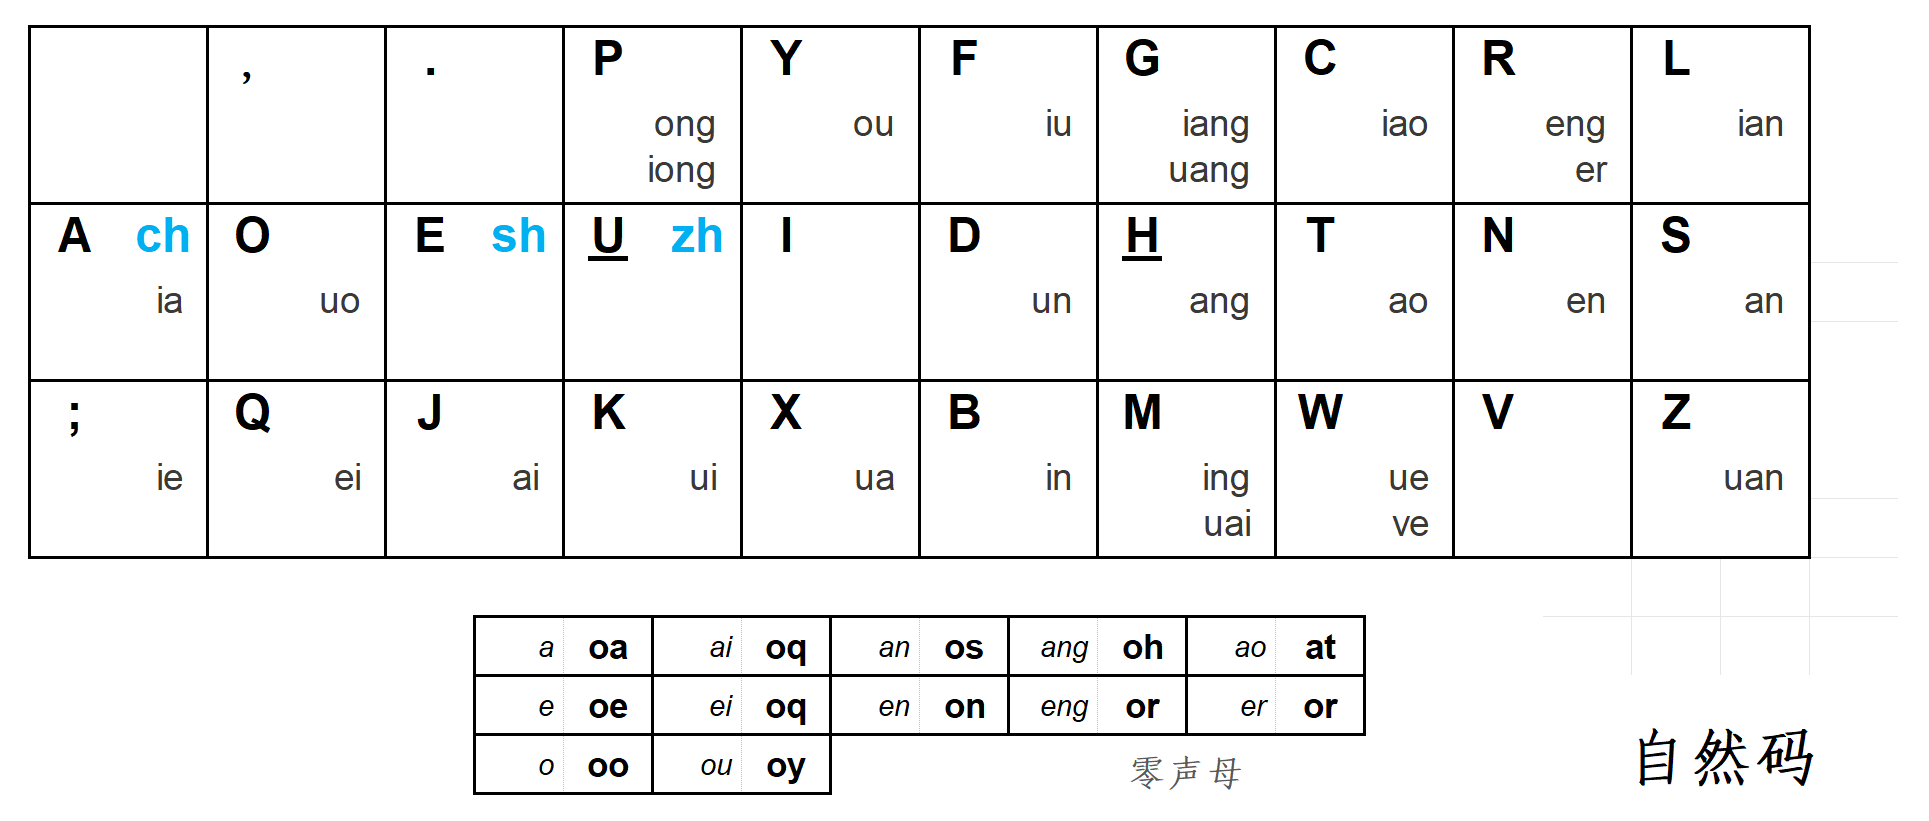 , . P Y F G C R L
ong ou iu iang iao eng ian
iong uang er
A ch O E sh U zh I D H T N S
ia uo un ang ao en an
; Q J K X B M W V Z
ie ei ai ui ua in ing ue uan
uai ve
a oa ai oq an os ang oh ao at
e oe ei oq en on eng or er or
o oo ou oy
零声母
自然码